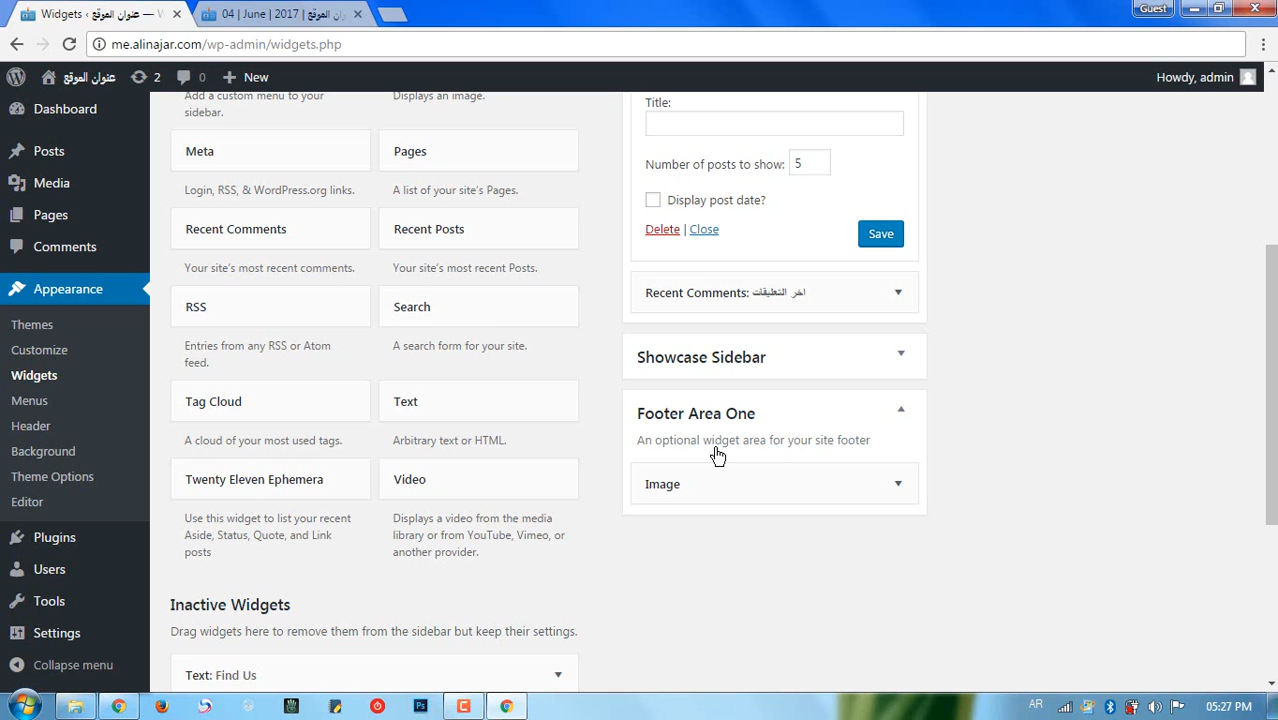 Widgets ‹ عنوان الموقع — W
04 | June | 2017 | ان الموقع
Guest
me.alinajar.com/wp-admin/widgets.php
عنوان الموقع
2
0
New
Howdy, admin
Dashboard
Posts
Media
Pages
Comments
Appearance
Themes
Customize
Widgets
Menus
Header
Background
Theme Options
Editor
Plugins
Users
Tools
Settings
Collapse menu
Add a custom menu to your
sidebar.
Displays an image.
Meta
Pages
Login, RSS, & WordPress.org links.
A list of your site's Pages.
Recent Comments
Recent Posts
Your site's most recent comments.
Your site's most recent Posts.
RSS
Search
Entries from any RSS or Atom
feed.
A search form for your site.
Tag Cloud
Text
A cloud of your most used tags.
Arbitrary text or HTML.
Twenty Eleven Ephemera
Video
Use this widget to list your recent
Aside, Status, Quote, and Link
posts
Displays a video from the media
library or from YouTube, Vimeo, or
another provider.
Inactive Widgets
Drag widgets here to remove them from the sidebar but keep their settings.
Text: Find Us
Title:
Number of posts to show: 5
Display post date?
Delete | Close
Save
Recent Comments: اخر التعليقات
Showcase Sidebar
Footer Area One
An optional widget area for your site footer
Image
Ps
C
AR
05:27 PM